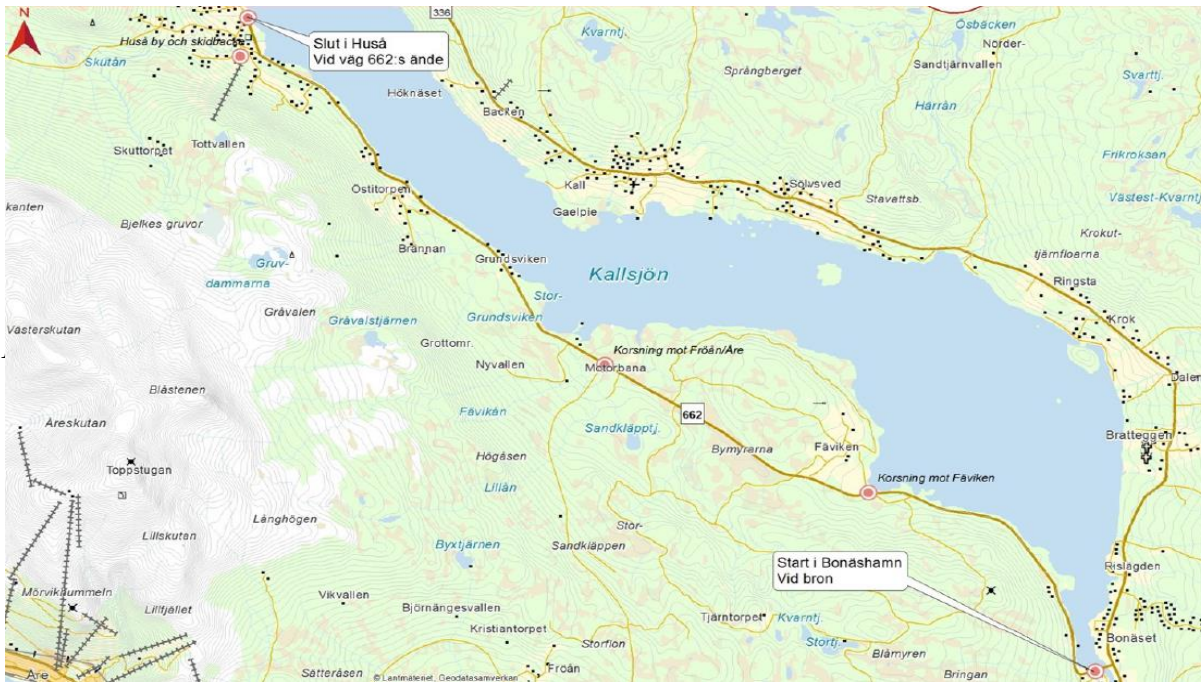 N
336
Kvarntj.
Ösbäcken
Slut i Huså
Vid väg 662:s ände
Huså by och skidbacke
Norder-
Sandtjärnvallen
Språngberget
Svarttj.
Skutån
Höknäset
Härrån
Backen
Skuttorpet
Tottvallen
Frikroksan
Kall
Sölvsved
Östitorpen
Stavattsb.
Västest-Kvarntj
Gaelpie
kanten
Bjelkes gruvor
Krokut-
tjärnfloarna
Brännan
Gruv-
dammarna
Grundsviken
Kallsjön
Ringsta
Stor-
Grundsviken
Gråvalen
Gråvalstjärnen
Krok
Västerskutan
Grottomr.
Korsning mot Fröån/Åre
Nyvallen
Motorbana
Dalen
Blåstenen
Fävikån
662
Åreskutan
Sandkläpptj.
Bratteggen
Bymyrarna
Fäviken
Högåsen
Toppstugan
Korsning mot Fäviken
Lillån
Långhögen
Stor-
Sandkläppen
Lillskutan
Byxtjärnen
Start i Bonäshamn
Vid bron
Rislägden
Mörvikhummeln
Lillfjället
Vikvallen
Björnängesvallen
Tjärntorpet
Kvarntj.
Stortj.
Kristiantorpet
Storflon
Bonäset
Blåmyren
Fröån
Åre
Sätteråsen
© Lantmäteriet, Geodatasamverkan
Bringan